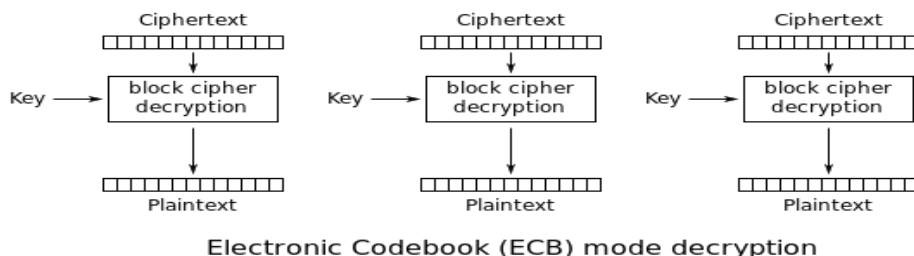 Ciphertext Ciphertext Ciphertext
Key block cipher decryption Key block cipher decryption Key block cipher decryption
Plaintext Plaintext Plaintext
Electronic Codebook (ECB) mode decryption